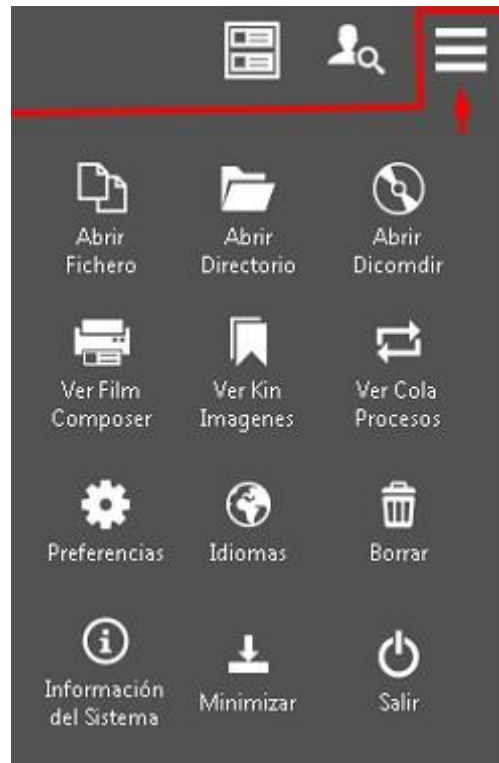 Abrir
Fichero
Abrir
Directorio
Abrir
Dicomdir
Ver Film
Composer
Ver Kin
Imagenes
Ver Cola
Procesos
Preferencias
Idiomas
Borrar
Información
del Sistema
Minimizar
Salir